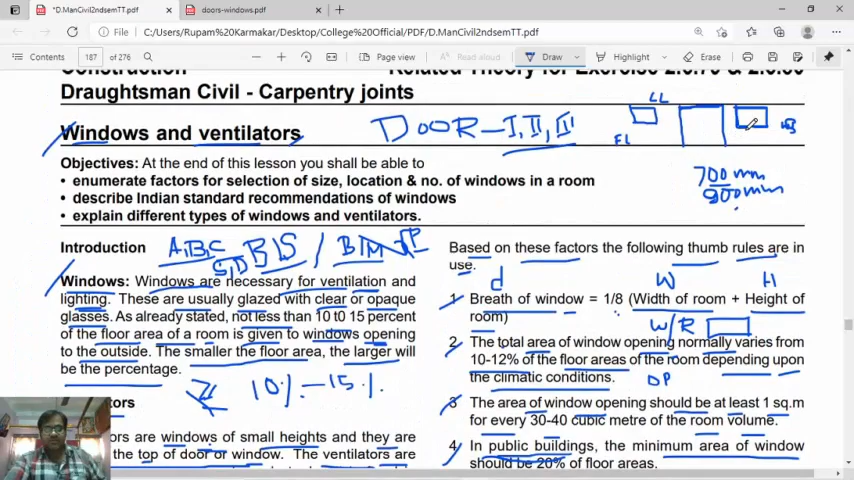 *D.ManCivil2ndsemTT.pdf
doors-windows.pdf
File C:/Users/Rupam%20Karmakar/Desktop/College%20Official/PDF/D.ManCivil2ndsemTT.pdf
Contents 187 of 276 Page view Read aloud Draw Highlight Erase
Construction Related Theory for Exercise
Draughtsman Civil - Carpentry joints
LL
Windows and ventilators
DOOR - I, II, III
FL
Objectives: At the end of this lesson you shall be able to
• enumerate factors for selection of size, location & no. of windows in a room
• describe Indian standard recommendations of windows
• explain different types of windows and ventilators.
700 mm
900 mm
Introduction
A, B, C
Windows: Windows are necessary for ventilation and
lighting. These are usually glazed with clear or opaque
glasses. As already stated, not less than 10 to 15 percent
of the floor area of a room is given to windows opening
to the outside. The smaller the floor area, the larger will
be the percentage.
10% - 15%
ors are windows of small heights and they are
the top of door or window. The ventilators are
Based on these factors the following thumb rules are in
use.
d W H
1 Breath of window = 1/8 (Width of room + Height of
room)
W/R
2 The total area of window opening normally varies from
10-12% of the floor areas of the room depending upon
the climatic conditions.
OP
3 The area of window opening should be at least 1 sq.m
for every 30-40 cubic metre of the room volume.
4 In public buildings, the minimum area of window
should be 20% of floor areas.